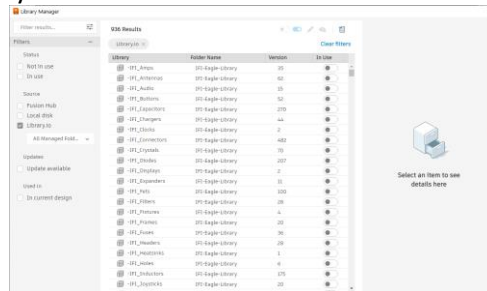 Library Manager
Filter results...
936 Results
Filters
Library.io ×
Clear filters
Status
Not in use
In use
Source
Fusion Hub
Local disk
Library.io
All Managed Fold...
Updates
Update available
Used in
In current design
Library Folder Name Version In Use
-IFI_Amps IFI-Eagle-Library 35
-IFI_Antennas IFI-Eagle-Library 62
-IFI_Audio IFI-Eagle-Library 15
-IFI_Buttons IFI-Eagle-Library 52
-IFI_Capacitors IFI-Eagle-Library 270
-IFI_Chargers IFI-Eagle-Library 44
-IFI_Clocks IFI-Eagle-Library 2
-IFI_Connectors IFI-Eagle-Library 482
-IFI_Crystals IFI-Eagle-Library 70
-IFI_Diodes IFI-Eagle-Library 207
-IFI_Displays IFI-Eagle-Library 2
-IFI_Expanders IFI-Eagle-Library 11
-IFI_Fets IFI-Eagle-Library 100
-IFI_Filters IFI-Eagle-Library 28
-IFI_Fixtures IFI-Eagle-Library 4
-IFI_Frames IFI-Eagle-Library 20
-IFI_Fuses IFI-Eagle-Library 36
-IFI_Headers IFI-Eagle-Library 28
-IFI_Heatsinks IFI-Eagle-Library 1
-IFI_Holes IFI-Eagle-Library
-IFI_Inductors IFI-Eagle-Library 175
-IFI_Joysticks IFI-Eagle-Library 20
Select an item to see
details here